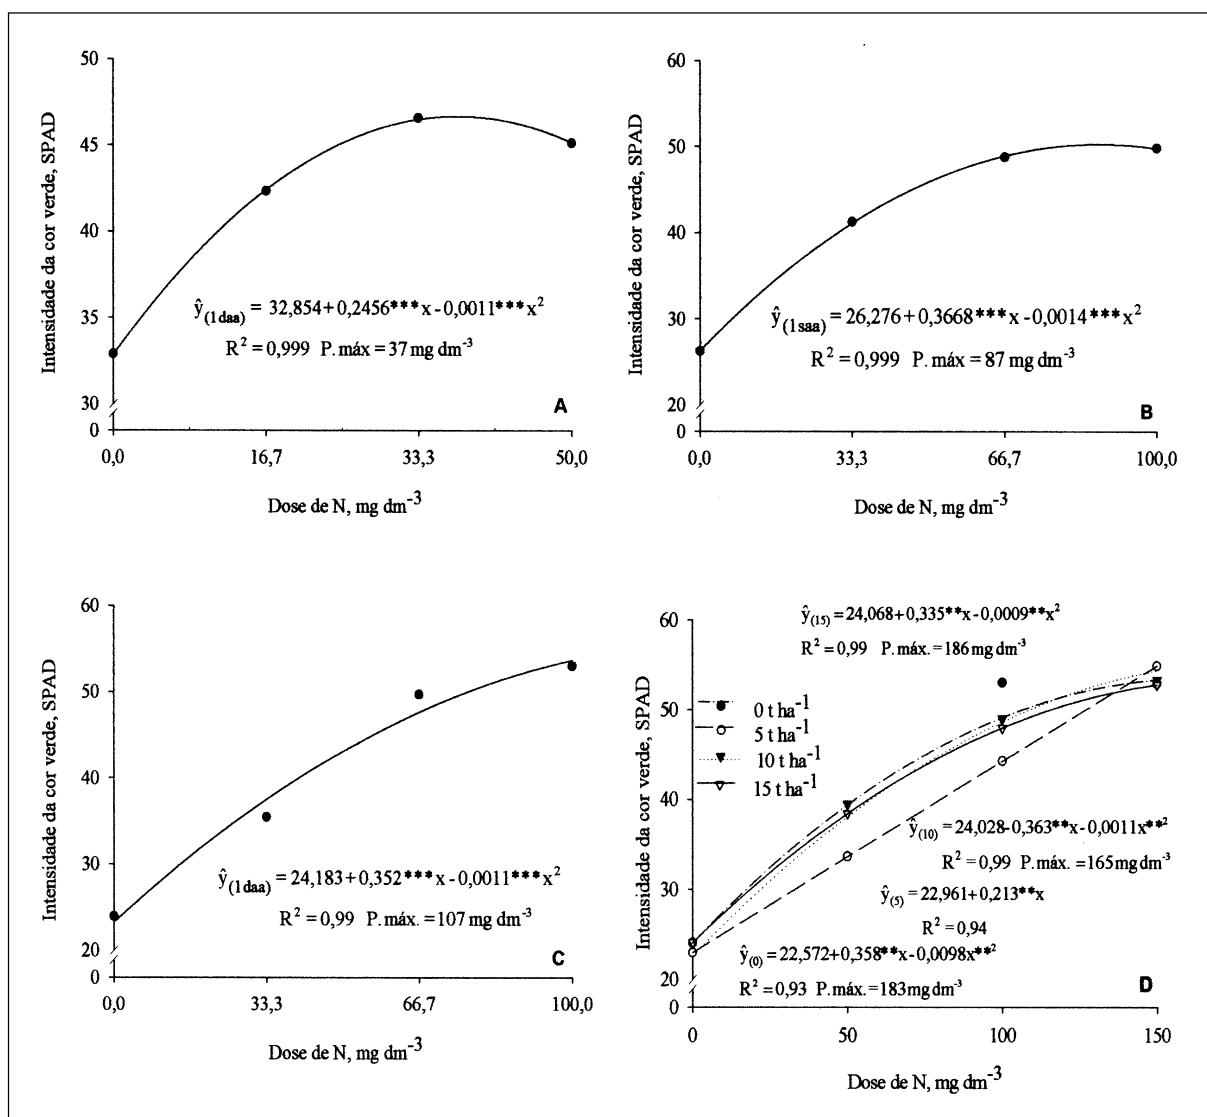 50
45
40
35
30
0
Intensidade da cor verde, SPAD
ŷ(1daa) = 32,854+0,2456***x-0,0011***x²
R² = 0,999 P. máx = 37 mg dm⁻³
A
0,0 16,7 33,3 50,0
Dose de N, mg dm⁻³
60
50
40
30
20
0
Intensidade da cor verde, SPAD
ŷ(1saa) = 26,276+0,3668***x-0,0014***x²
R² = 0,999 P. máx = 87 mg dm⁻³
B
0,0 33,3 66,7 100,0
Dose de N, mg dm⁻³
60
50
40
30
20
0
Intensidade da cor verde, SPAD
ŷ(1daa) = 24,183+0,352***x-0,0011***x²
R² = 0,99 P. máx. = 107 mg dm⁻³
C
0,0 33,3 66,7 100,0
Dose de N, mg dm⁻³
ŷ(15) = 24,068+0,335**x-0,0009**x²
R² = 0,99 P. máx. = 186 mg dm⁻³
60
50
40
30
20
0
Intensidade da cor verde, SPAD
0 t ha⁻¹
5 t ha⁻¹
10 t ha⁻¹
15 t ha⁻¹
ŷ(10) = 24,028-0,363**x-0,0011x**²
R² = 0,99 P. máx. = 165mg dm⁻³
ŷ(5) = 22,961+0,213**x
R² = 0,94
ŷ(0) = 22,572+0,358**x-0,0098x**²
R² = 0,93 P. máx. = 183mg dm⁻³
D
0 50 100 150
Dose de N, mg dm⁻³